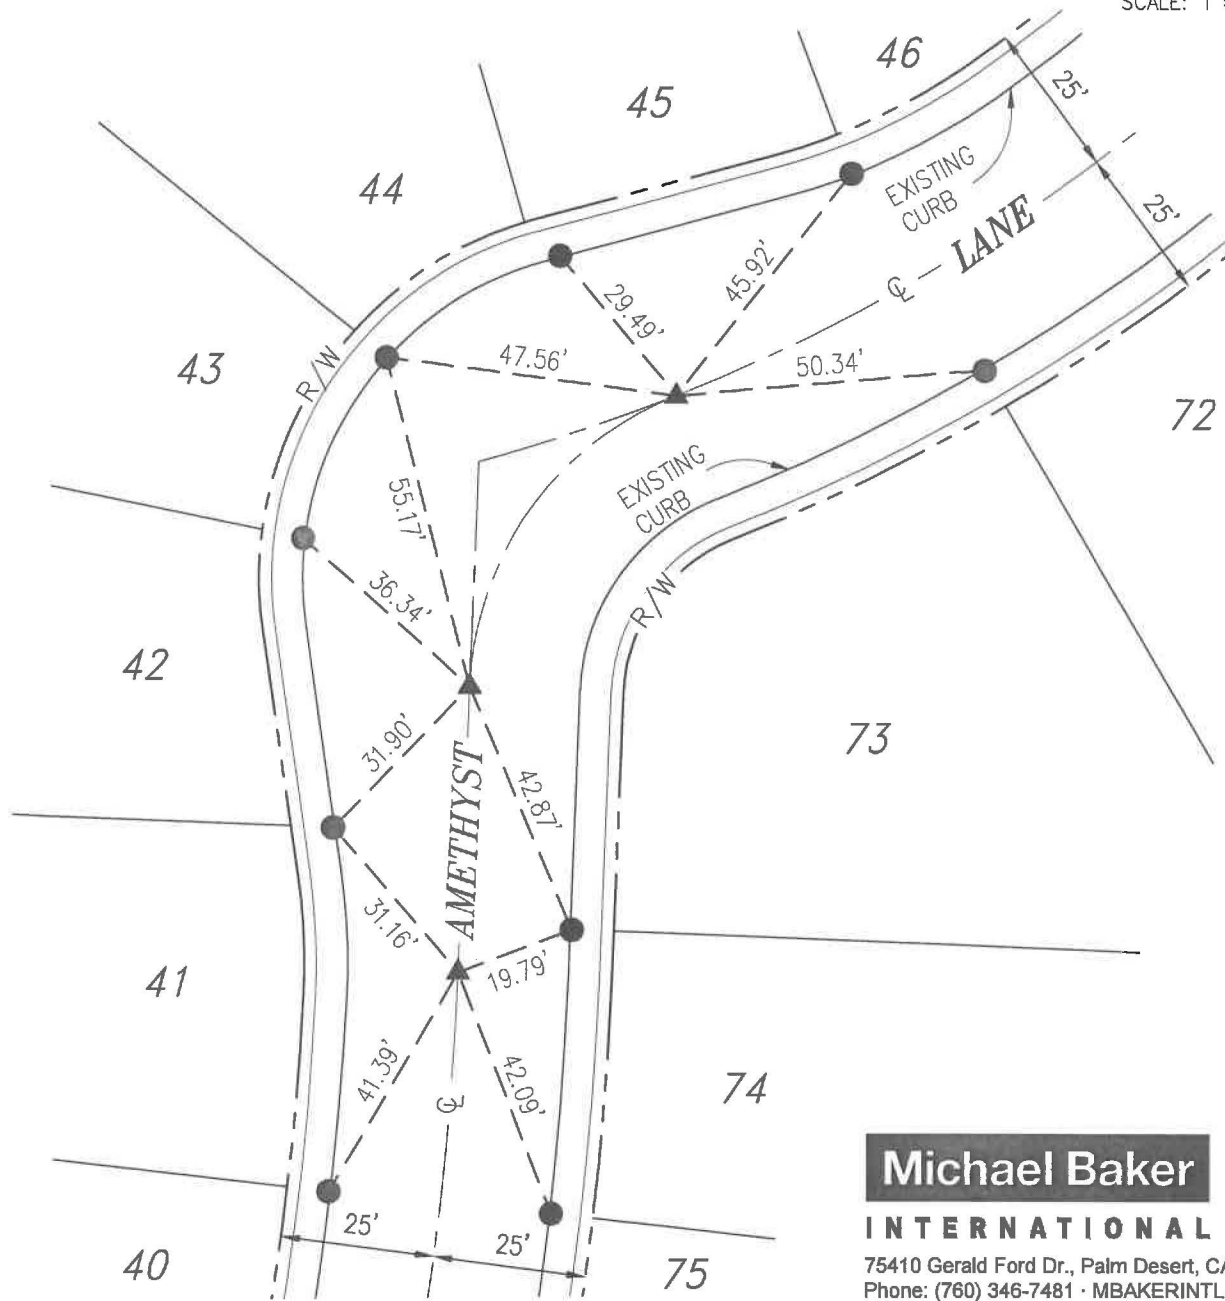 SCALE: 1
46
45
25'
44
EXISTING
CURB
25'
LANE
℄
45.92'
29.49'
43
R/W
47.56'
50.34'
72
EXISTING
CURB
55.17'
36.34'
R/W
42
31.90'
73
AMETHYST
42.87'
31.16'
19.79'
41
41.39'
42.09'
℄
74
Michael Baker
INTERNATIONAL
25'
25'
40
75
75410 Gerald Ford Dr., Palm Desert, CA
Phone: (760) 346-7481 · MBAKERINTL